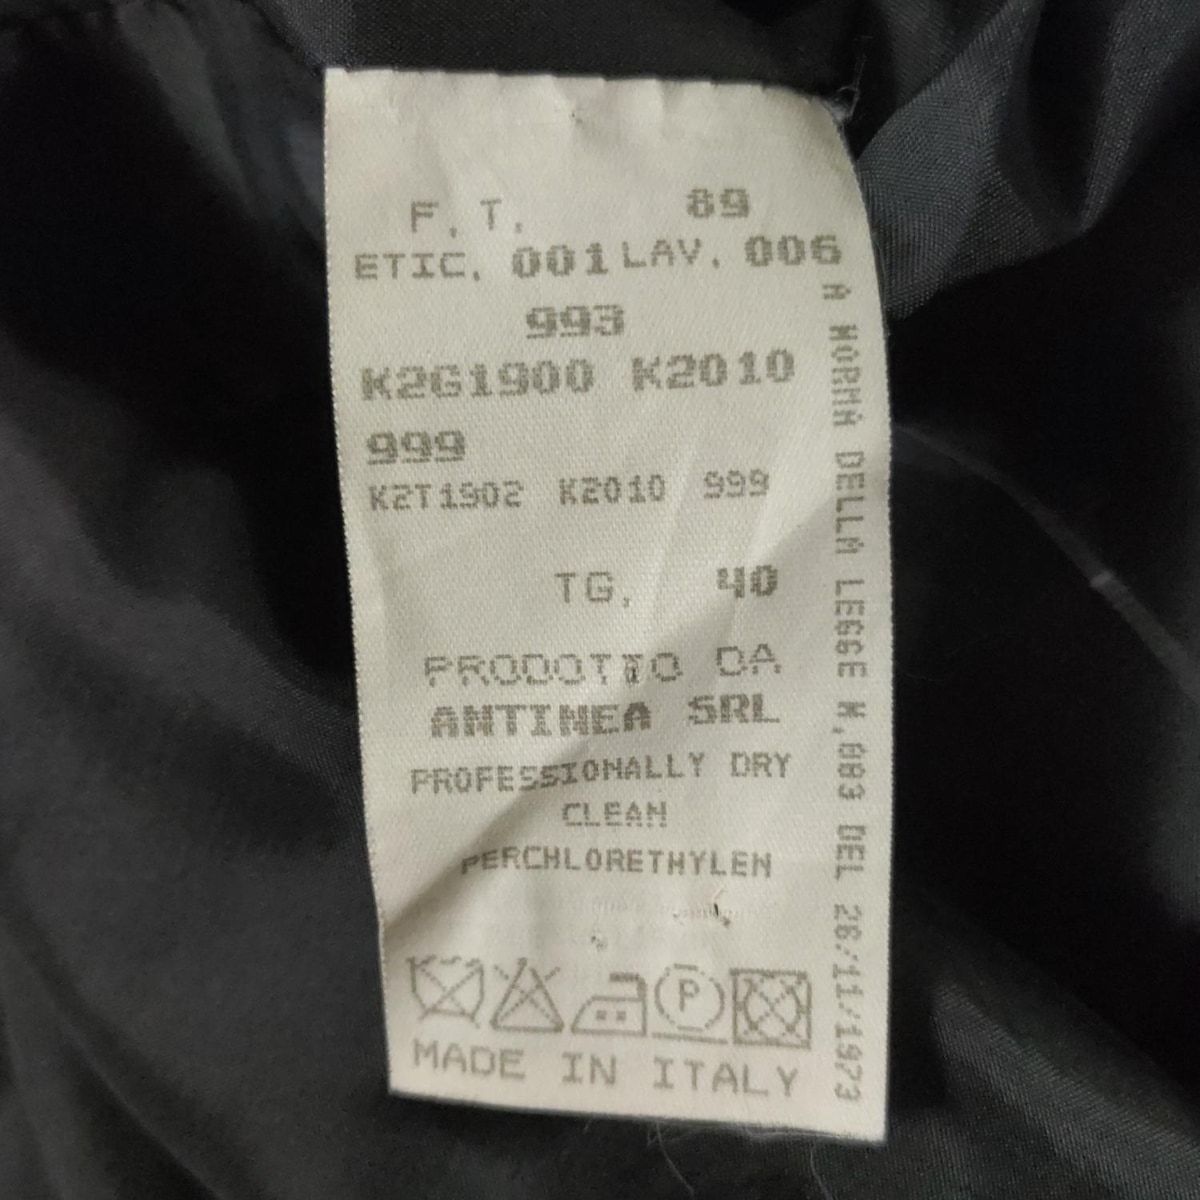 F. T. 89
ETIC. 001 LAV. 006
993
K2G1900 K2010
999
K2T1902 K2010 999
TG. 40
PRODOTTO DA
ANTINEA SRL
PROFESSIONALLY DRY
CLEAN
PERCHLORETHYLEN
P
MADE IN ITALY
A NORMA DELLA LEGGE N.883 DEL 26/11/1973